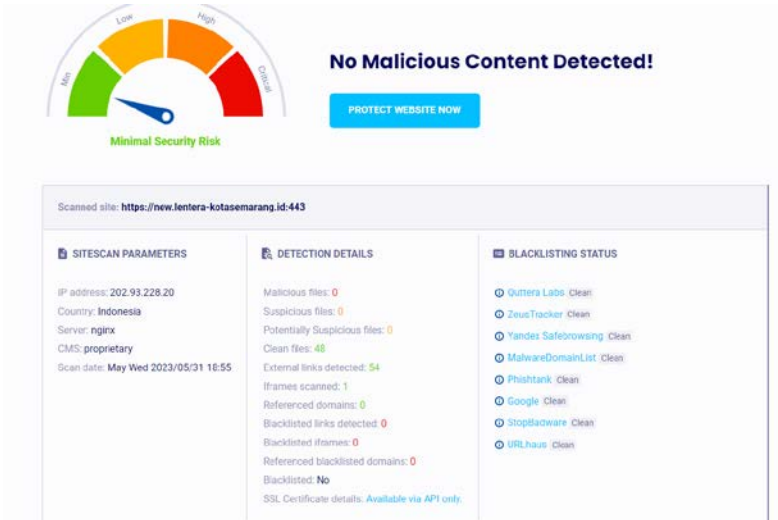 Min
Low
High
Critical
Minimal Security Risk
No Malicious Content Detected!
PROTECT WEBSITE NOW
Scanned site: https://new.lentera-kotasemarang.id:443
SITESCAN PARAMETERS
IP address: 202.93.228.20
Country: Indonesia
Server: nginx
CMS: proprietary
Scan date: May Wed 2023/05/31 18:55
DETECTION DETAILS
Malicious files: 0
Suspicious files: 0
Potentially Suspicious files: 0
Clean files: 48
External links detected: 54
Iframes scanned: 1
Referenced domains: 0
Blacklisted links detected: 0
Blacklisted iframes: 0
Referenced blacklisted domains: 0
Blacklisted: No
SSL Certificate details: Available via API only.
BLACKLISTING STATUS
Quttera Labs Clean
ZeusTracker Clean
Yandex Safebrowsing Clean
MalwareDomainList Clean
Phishtank Clean
Google Clean
StopBadware Clean
URLhaus Clean